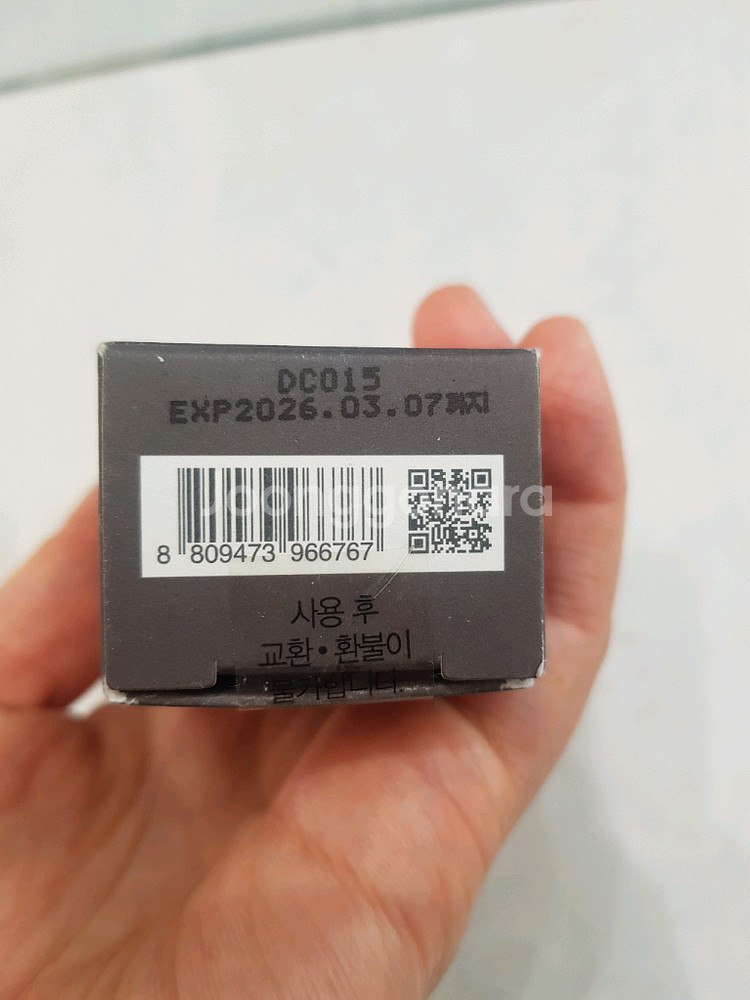 DC015
EXP2026.03.07까지
8 809473 966767
Joonggonara
사용 후
교환 • 환불이
불가합니다.